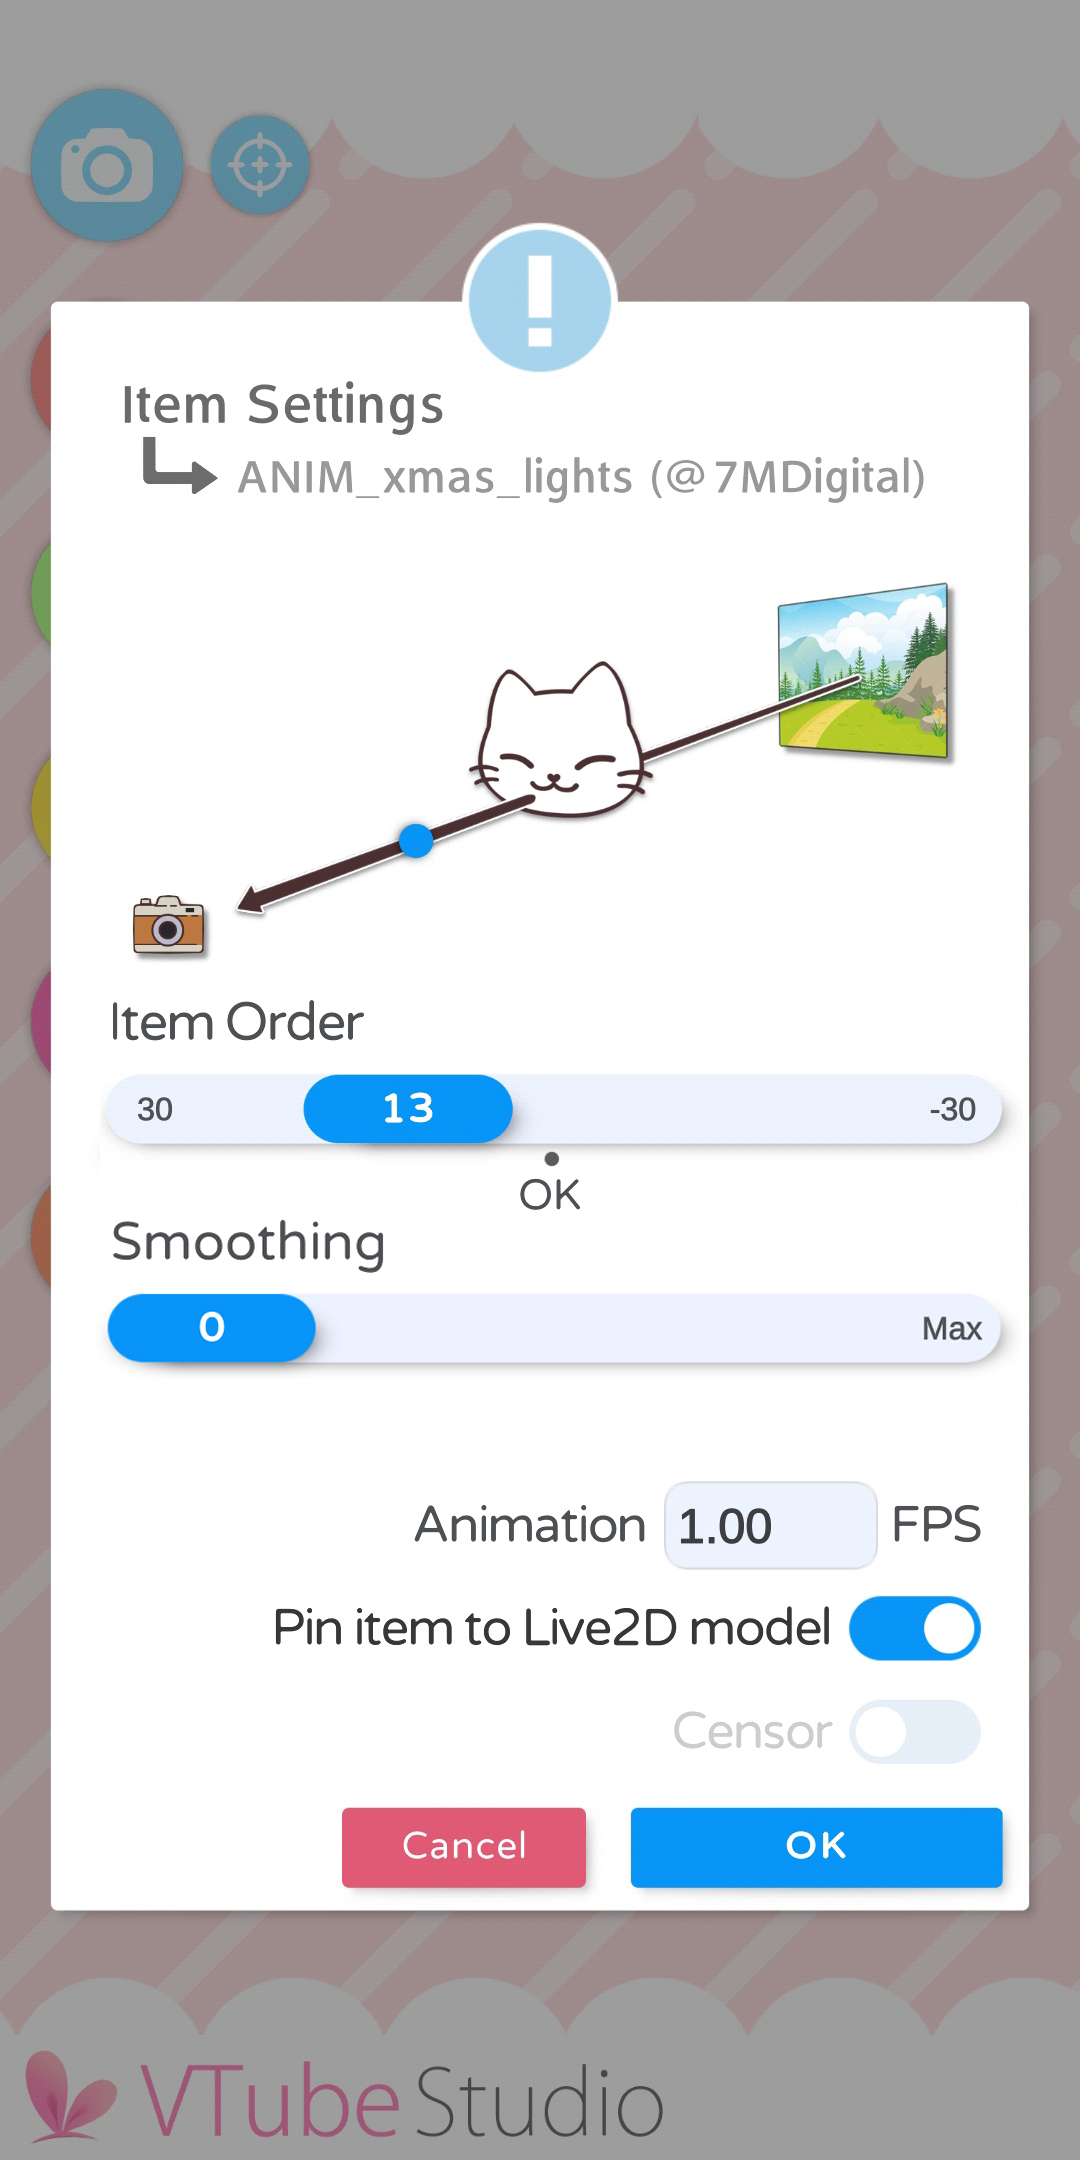 Item Settings
ANIM_xmas_lights (@7MDigital)
Item Order
30 13 -30
OK
Smoothing
0 Max
Animation 1.00 FPS
Pin item to Live2D model
Censor
Cancel OK
VTube Studio